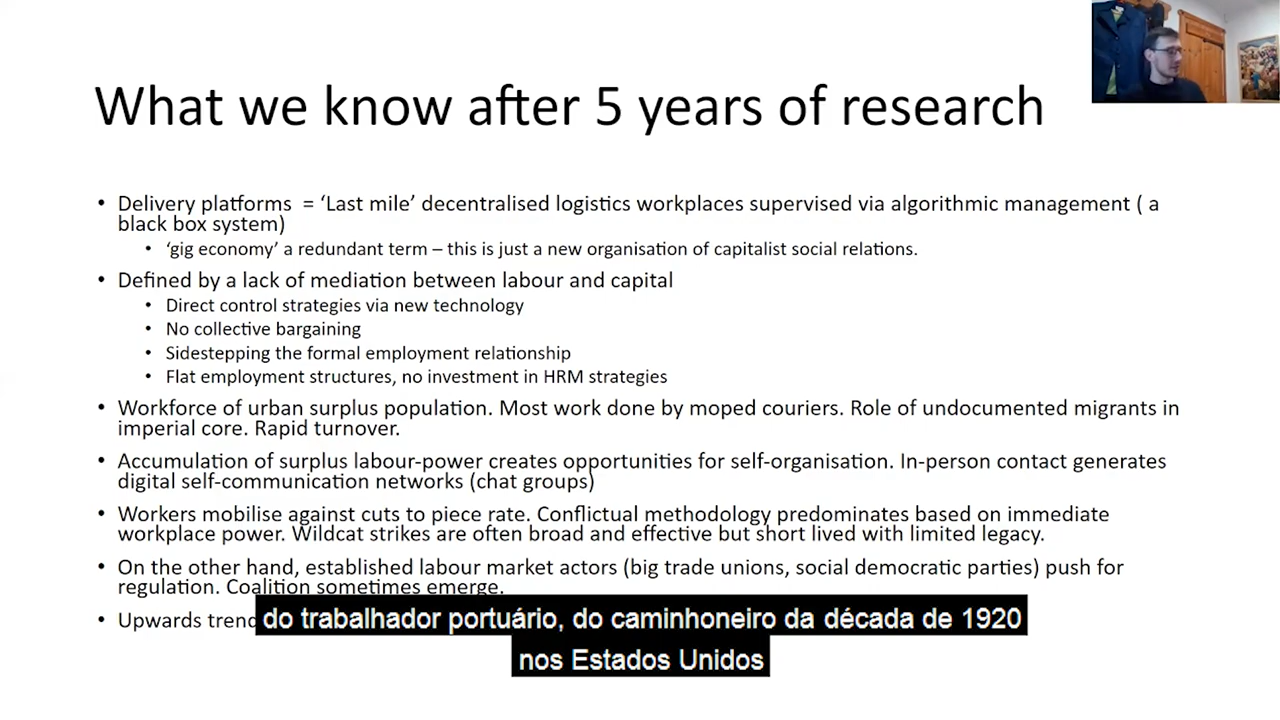 What we know after 5 years of research
• Delivery platforms = ‘Last mile’ decentralised logistics workplaces supervised via algorithmic management ( a
black box system)
• ‘gig economy’ a redundant term – this is just a new organisation of capitalist social relations.
• Defined by a lack of mediation between labour and capital
• Direct control strategies via new technology
• No collective bargaining
• Sidestepping the formal employment relationship
• Flat employment structures, no investment in HRM strategies
• Workforce of urban surplus population. Most work done by moped couriers. Role of undocumented migrants in
imperial core. Rapid turnover.
• Accumulation of surplus labour-power creates opportunities for self-organisation. In-person contact generates
digital self-communication networks (chat groups)
• Workers mobilise against cuts to piece rate. Conflictual methodology predominates based on immediate
workplace power. Wildcat strikes are often broad and effective but short lived with limited legacy.
• On the other hand, established labour market actors (big trade unions, social democratic parties) push for
regulation. Coalition sometimes emerge.
• Upwards trend
do trabalhador portuário, do caminhoneiro da década de 1920
nos Estados Unidos